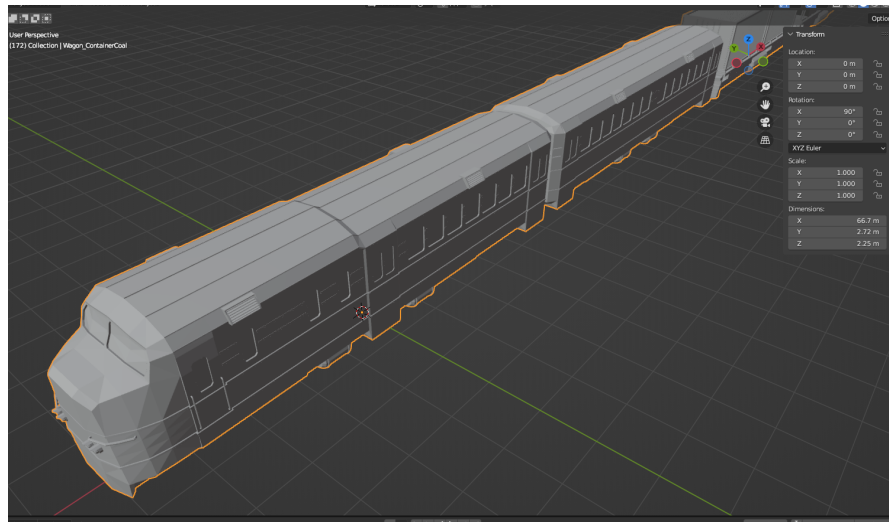 Optio
User Perspective
(172) Collection | Wagon_ContainerCoal
Transform
Location:
X 0 m
Y 0 m
Z 0 m
Rotation:
X 90°
Y 0°
Z 0°
XYZ Euler
Scale:
X 1.000
Y 1.000
Z 1.000
Dimensions:
X 66.7 m
Y 2.72 m
Z 2.25 m
Z
Y
X